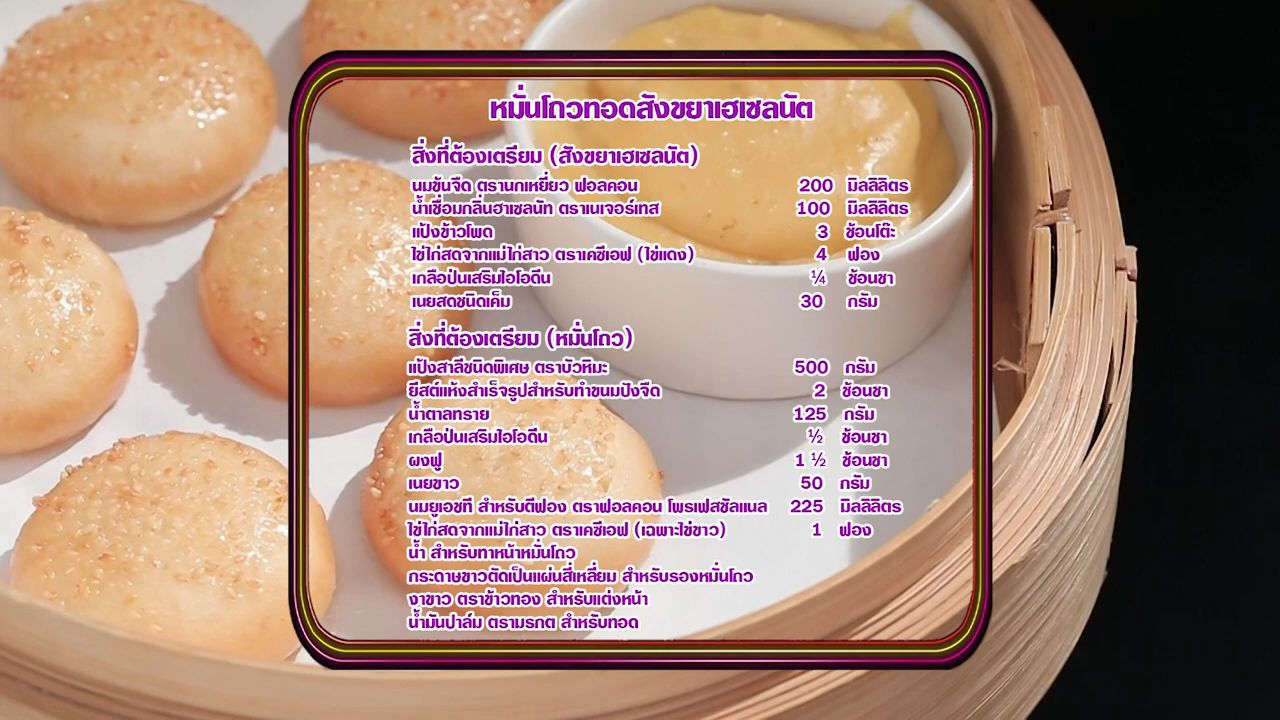 หมั่นโถวทอดสังขยาเฮเซลนัต
สิ่งที่ต้องเตรียม (สังขยาเฮเซลนัต)
นมข้นจืด ตรานกเหยี่ยว ฟอลคอน 200 มิลลิลิตร
น้ำเชื่อมกลิ่นฮาเซลนัท ตราเนเจอร์เทส 100 มิลลิลิตร
แป้งข้าวโพด 3 ช้อนโต๊ะ
ไข่ไก่สดจากแม่ไก่สาว ตราเคซีเอฟ (ไข่แดง) 4 ฟอง
เกลือป่นเสริมไอโอดีน ¼ ช้อนชา
เนยสดชนิดเค็ม 30 กรัม
สิ่งที่ต้องเตรียม (หมั่นโถว)
แป้งสาลีชนิดพิเศษ ตราบัวหิมะ 500 กรัม
ยีสต์แห้งสำเร็จรูปสำหรับทำขนมปังจืด 2 ช้อนชา
น้ำตาลทราย 125 กรัม
เกลือป่นเสริมไอโอดีน ½ ช้อนชา
ผงฟู 1 ½ ช้อนชา
เนยขาว 50 กรัม
นมยูเอชที สำหรับตีฟอง ตราฟอลคอน โพรเฟสชัลแนล 225 มิลลิลิตร
ไข่ไก่สดจากแม่ไก่สาว ตราเคซีเอฟ (เฉพาะไข่ขาว) 1 ฟอง
น้ำ สำหรับทาหน้าหมั่นโถว
กระดาษขาวตัดเป็นแผ่นสี่เหลี่ยม สำหรับรองหมั่นโถว
งาขาว ตราข้าวทอง สำหรับแต่งหน้า
น้ำมันปาล์ม ตรามรกต สำหรับทอด